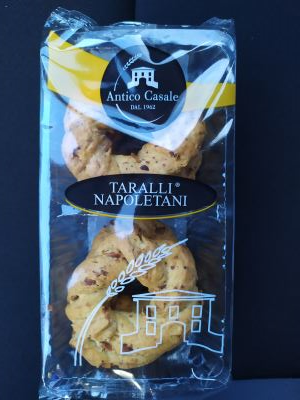 Antico Casale
DAL 1962
TARALLI®
NAPOLETANI